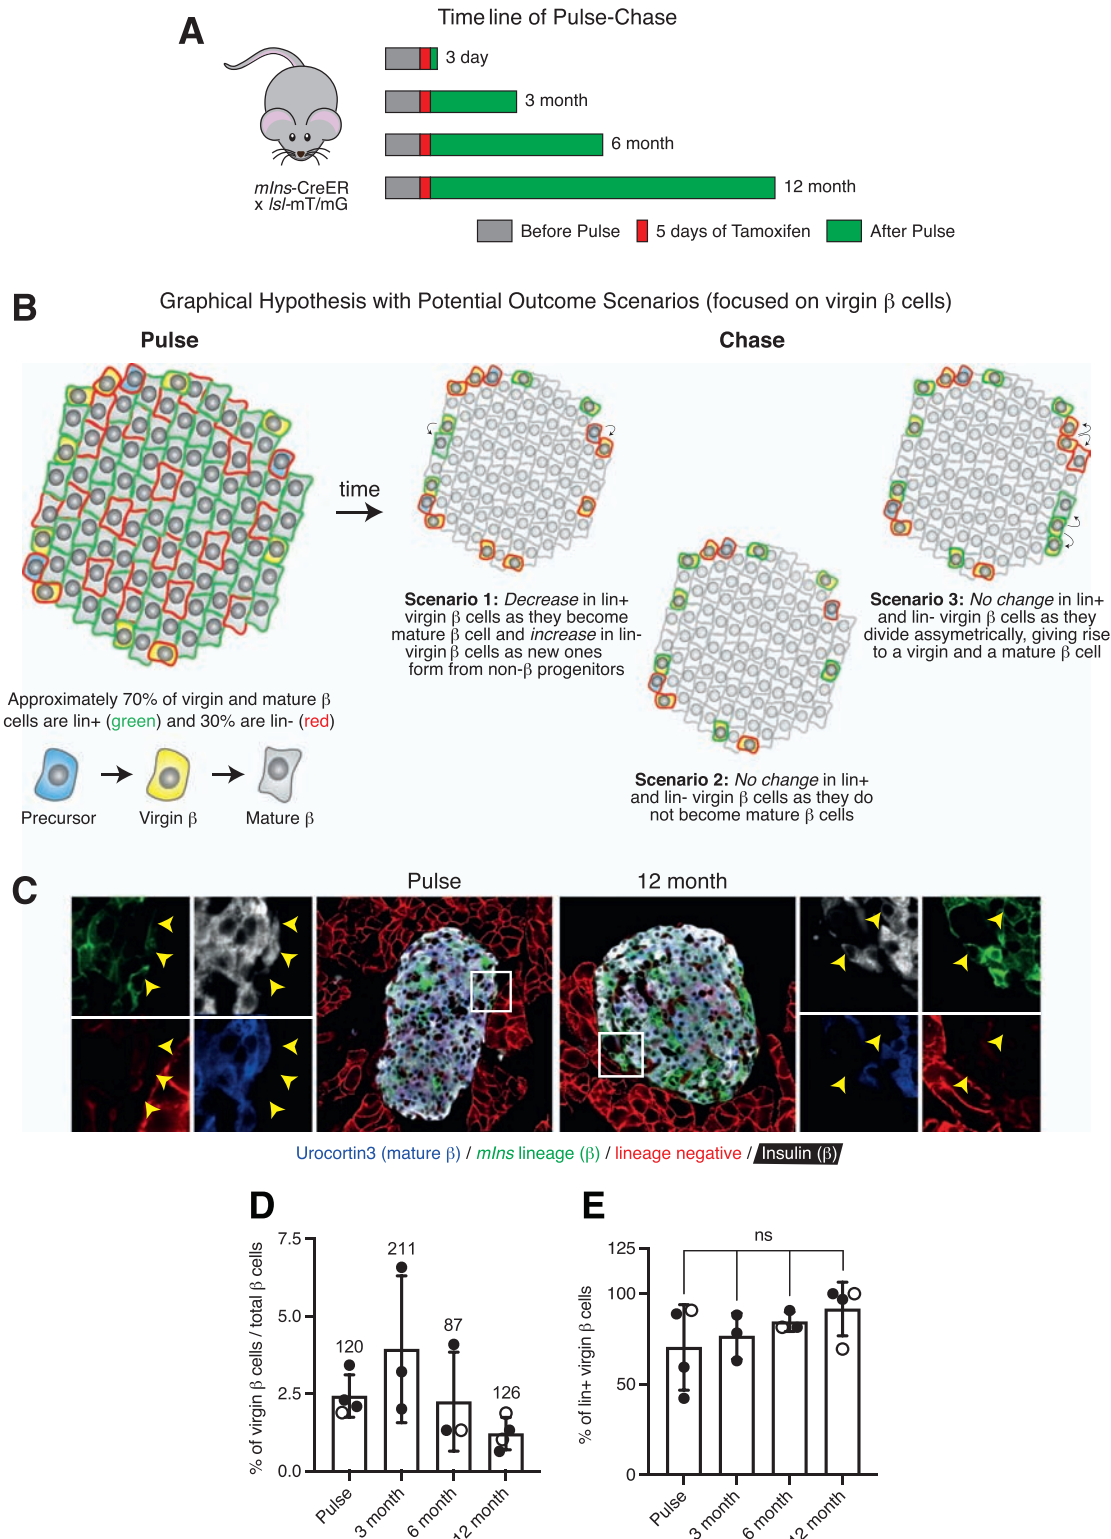 A
Time line of Pulse-Chase
3 day
3 month
6 month
12 month
mIns-CreER
x lsl-mT/mG
Before Pulse
5 days of Tamoxifen
After Pulse
B
Graphical Hypothesis with Potential Outcome Scenarios (focused on virgin β cells)
Pulse
Chase
time
Approximately 70% of virgin and mature β
cells are lin+ (green) and 30% are lin- (red)
Precursor
Virgin β
Mature β
Scenario 1: Decrease in lin+
virgin β cells as they become
mature β cell and increase in lin-
virgin β cells as new ones
form from non-β progenitors
Scenario 2: No change in lin+
and lin- virgin β cells as they do
not become mature β cells
Scenario 3: No change in lin+
and lin- virgin β cells as they
divide assymetrically, giving rise
to a virgin and a mature β cell
C
Pulse
12 month
Urocortin3 (mature β) / mIns lineage (β) / lineage negative / Insulin (β)
D
% of virgin β cells / total β cells
7.5
5.0
2.5
0.0
120
211
87
126
Pulse
3 month
6 month
12 month
E
% of lin+ virgin β cells
125
100
50
0
ns
Pulse
3 month
6 month
12 month